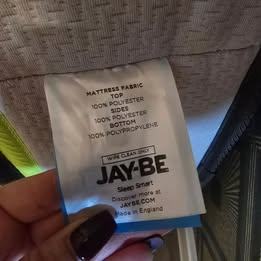 MATTRESS FABRIC
TOP
100% POLYESTER
SIDES
100% POLYESTER
BOTTOM
100% POLYPROPYLENE
WIPE CLEAN ONLY
JAY-BE
Sleep Smart
Discover more at
JAYBE.COM
Made in England